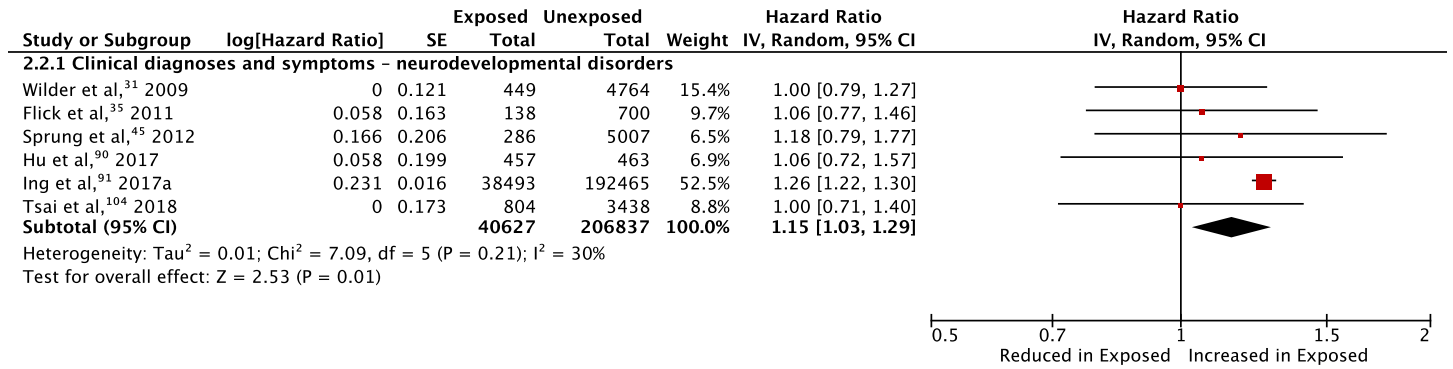 Exposed Unexposed Hazard Ratio Hazard Ratio
Study or Subgroup log[Hazard Ratio] SE Total Total Weight IV, Random, 95% CI IV, Random, 95% CI
2.2.1 Clinical diagnoses and symptoms – neurodevelopmental disorders
Wilder et al,31 2009 0 0.121 449 4764 15.4% 1.00 [0.79, 1.27]
Flick et al,35 2011 0.058 0.163 138 700 9.7% 1.06 [0.77, 1.46]
Sprung et al,45 2012 0.166 0.206 286 5007 6.5% 1.18 [0.79, 1.77]
Hu et al,90 2017 0.058 0.199 457 463 6.9% 1.06 [0.72, 1.57]
Ing et al,91 2017a 0.231 0.016 38493 192465 52.5% 1.26 [1.22, 1.30]
Tsai et al,104 2018 0 0.173 804 3438 8.8% 1.00 [0.71, 1.40]
Subtotal (95% CI) 40627 206837 100.0% 1.15 [1.03, 1.29]
Heterogeneity: Tau2 = 0.01; Chi2 = 7.09, df = 5 (P = 0.21); I2 = 30%
Test for overall effect: Z = 2.53 (P = 0.01)
0.5 0.7 1 1.5 2
Reduced in Exposed Increased in Exposed